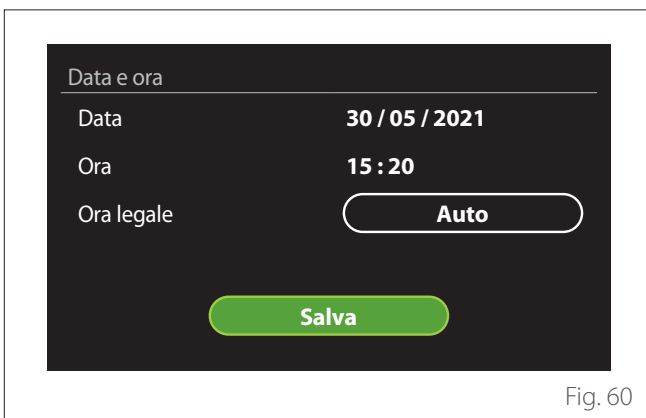 Data e ora
Data 30 / 05 / 2021
Ora 15 : 20
Ora legale Auto
Salva
Fig. 60